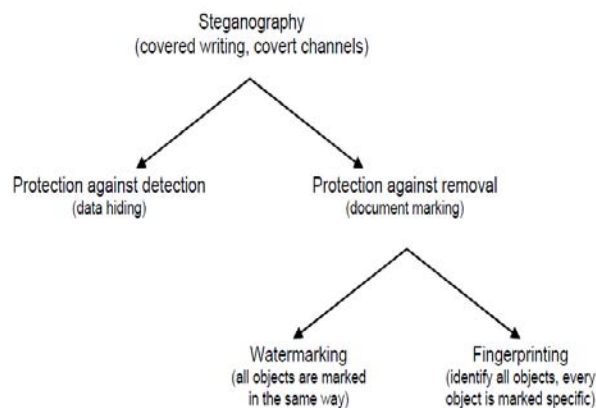 Steganography
(covered writing, covert channels)
Protection against detection
(data hiding)
Protection against removal
(document marking)
Watermarking
(all objects are marked
in the same way)
Fingerprinting
(identify all objects, every
object is marked specific)